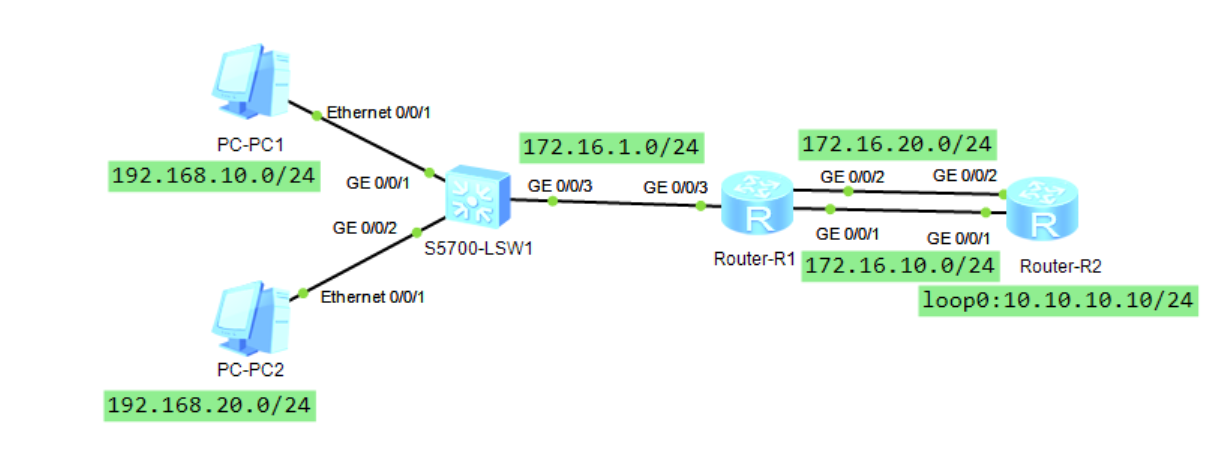 Ethernet 0/0/1
PC-PC1
192.168.10.0/24
GE 0/0/1
GE 0/0/2
S5700-LSW1
Ethernet 0/0/1
PC-PC2
192.168.20.0/24
172.16.1.0/24
GE 0/0/3
GE 0/0/3
R
Router-R1
172.16.20.0/24
GE 0/0/2
GE 0/0/2
GE 0/0/1
GE 0/0/1
172.16.10.0/24
R
Router-R2
loop0:10.10.10.10/24